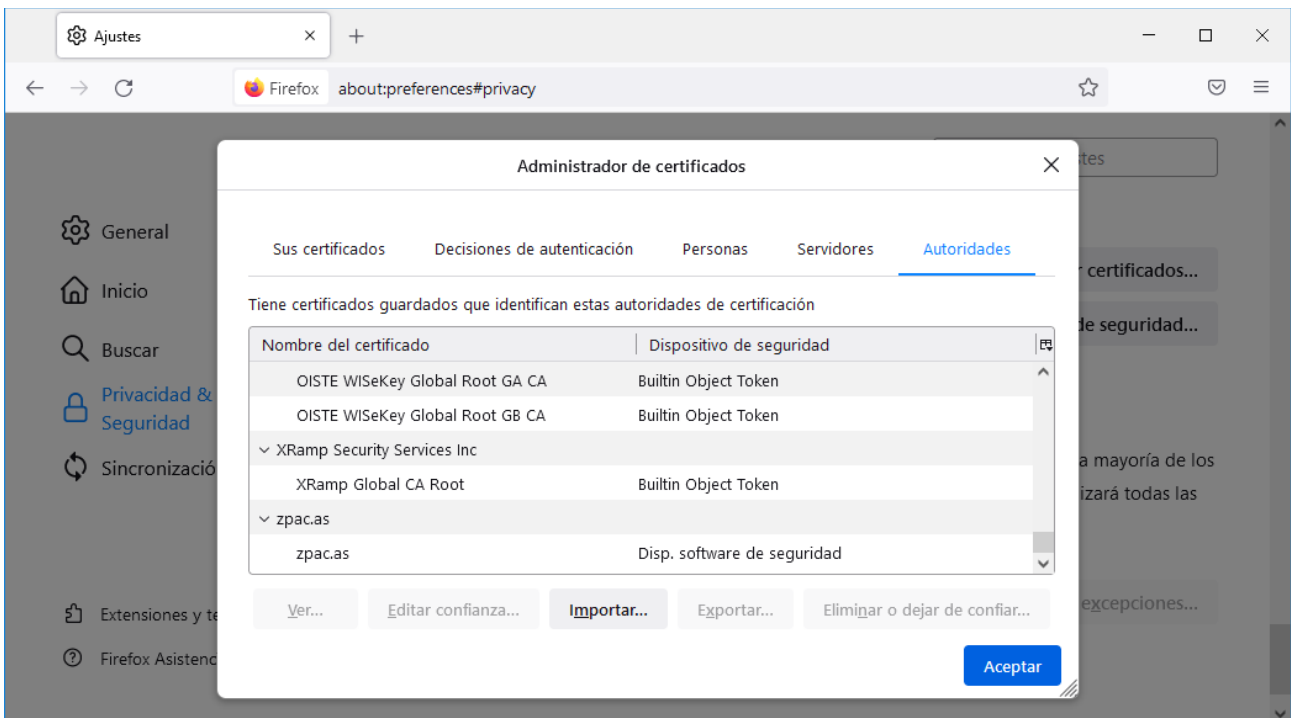 Ajustes
Firefox about:preferences#privacy
Administrador de certificados
tes
General
Sus certificados Decisiones de autenticación Personas Servidores Autoridades
r certificados...
Inicio
Tiene certificados guardados que identifican estas autoridades de certificación
de seguridad...
Nombre del certificado Dispositivo de seguridad
Buscar
OISTE WISeKey Global Root GA CA Builtin Object Token
Privacidad &
Seguridad
OISTE WISeKey Global Root GB CA Builtin Object Token
XRamp Security Services Inc
a mayoría de los
Sincronizació
XRamp Global CA Root Builtin Object Token
izará todas las
zpac.as
zpac.as Disp. software de seguridad
Extensiones y te
Ver... Editar confianza... Importar... Exportar... Eliminar o dejar de confiar...
excepciones...
Firefox Asistenc
Aceptar